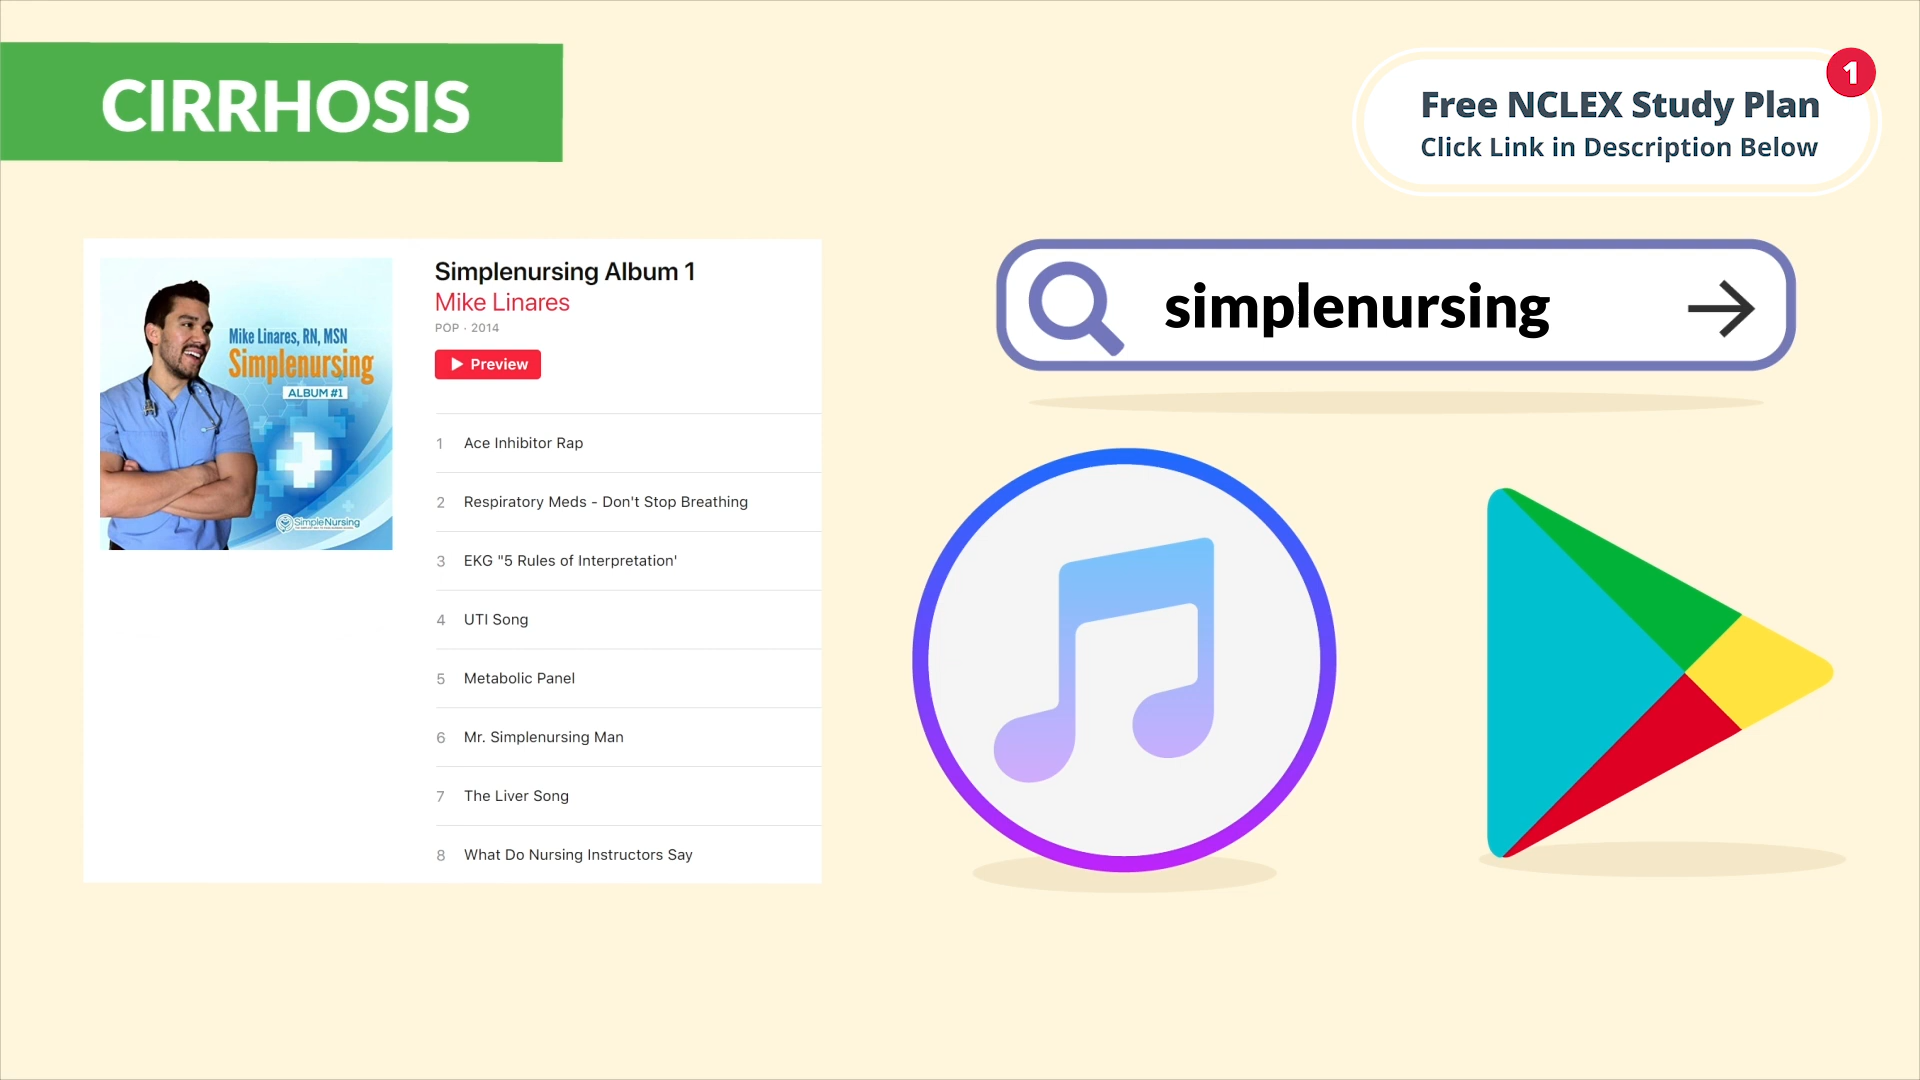 CIRRHOSIS
1
Free NCLEX Study Plan
Click Link in Description Below
Simplenursing Album 1
Mike Linares
POP · 2014
Preview
Mike Linares, RN, MSN
Simplenursing
ALBUM #1
SimpleNursing
1 Ace Inhibitor Rap
2 Respiratory Meds - Don't Stop Breathing
3 EKG "5 Rules of Interpretation'
4 UTI Song
5 Metabolic Panel
6 Mr. Simplenursing Man
7 The Liver Song
8 What Do Nursing Instructors Say
simplenursing